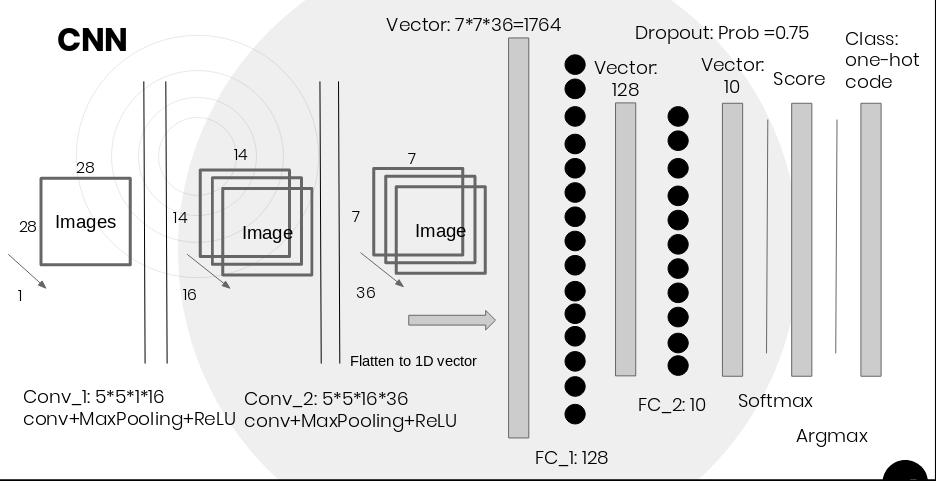 CNN
Vector: 7*7*36=1764
Dropout: Prob =0.75
Class:
one-hot
code
Vector:
128
Vector:
10
Score
28
28
Images
1
14
14
Image
16
7
7
Image
36
Flatten to 1D vector
Conv_1: 5*5*1*16
conv+MaxPooling+ReLU
Conv_2: 5*5*16*36
conv+MaxPooling+ReLU
FC_1: 128
FC_2: 10
Softmax
Argmax